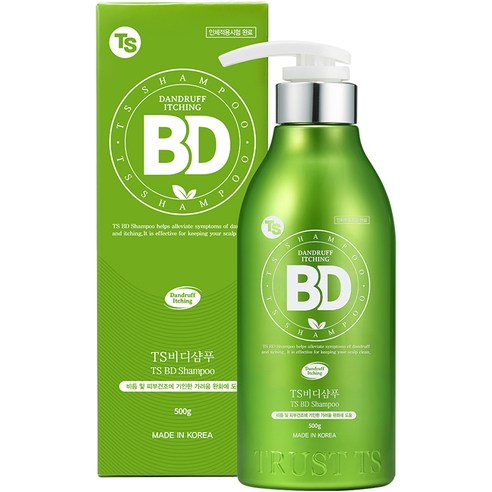 TS
인체적용시험 완료
TS SHAMPOO
DANDRUFF
ITCHING
BD
TS SHAMPOO
TS BD Shampoo helps alleviate symptoms of dan
and itching.It is effective for keeping your scalp
Dandruff
Itching
TS비디샴푸
TS BD Shampoo
비듬 및 피부건조에 기인한 가려움 완화에 도움
500g
MADE IN KOREA
TS
TS SHAMPOO
DANDRUFF
ITCHING
BD
TS SHAMPOO
TS BD Shampoo helps alleviate symptoms of dandruff
and itching. It is effective for keeping your scalp clean.
Dandruff
Itching
TS비디샴푸
TS BD Shampoo
비듬 및 피부건조에 기인한 가려움 완화에 도움
500g
MADE IN KOREA
TRUST TS